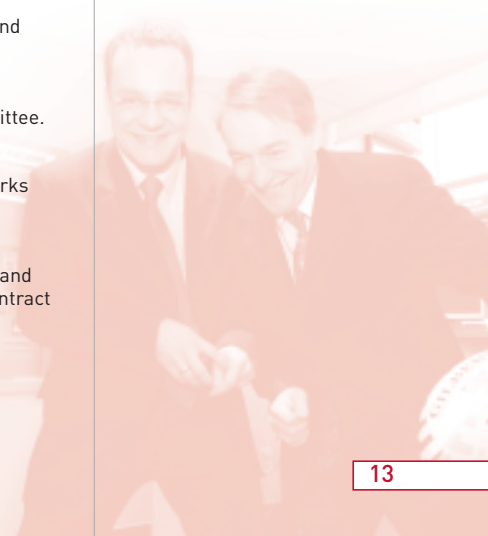 nd
ittee.
rks
and
ntract
13